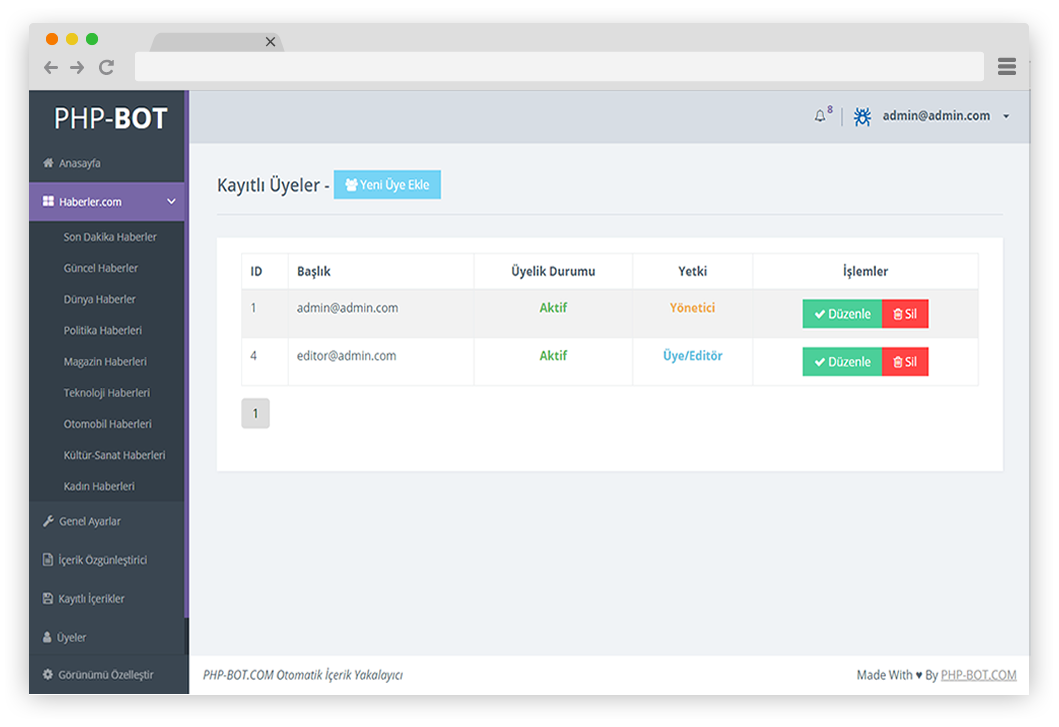 PHP-BOT
8
admin@admin.com
Anasayfa
Haberler.com
Son Dakika Haberler
Güncel Haberler
Dünya Haberler
Politika Haberleri
Magazin Haberleri
Teknoloji Haberleri
Otomobil Haberleri
Kültür-Sanat Haberleri
Kadın Haberleri
Genel Ayarlar
İçerik Özgünleştirici
Kayıtlı İçerikler
Üyeler
Görünümü Özelleştir
Kayıtlı Üyeler - Yeni Üye Ekle
ID Başlık Üyelik Durumu Yetki İşlemler
1 admin@admin.com Aktif Yönetici Düzenle Sil
4 editor@admin.com Aktif Üye/Editör Düzenle Sil
1
PHP-BOT.COM Otomatik İçerik Yakalayıcı
Made With ♥ By PHP-BOT.COM